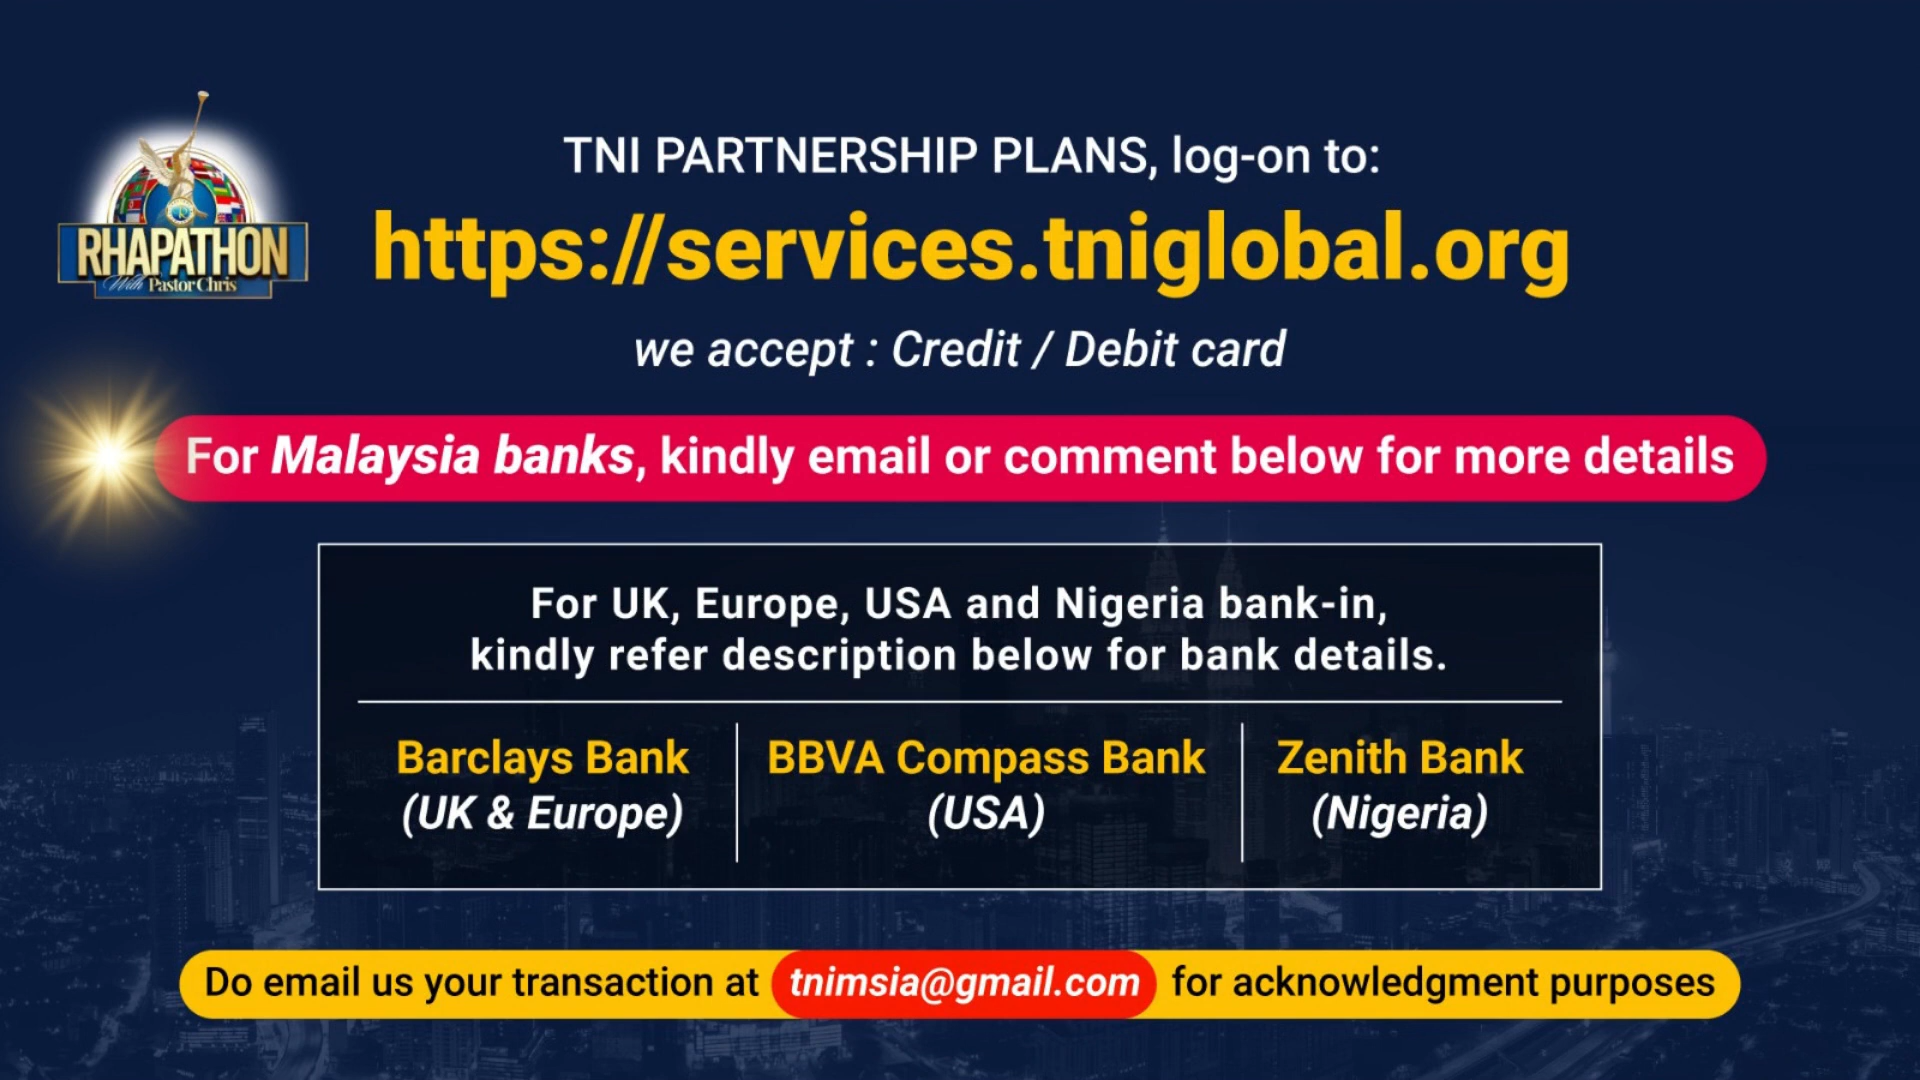 RHAPATHON
With Pastor Chris
TNI PARTNERSHIP PLANS, log-on to:
https://services.tniglobal.org
we accept : Credit / Debit card
For Malaysia banks, kindly email or comment below for more details
For UK, Europe, USA and Nigeria bank-in,
kindly refer description below for bank details.
Barclays Bank
(UK & Europe)
BBVA Compass Bank
(USA)
Zenith Bank
(Nigeria)
Do email us your transaction at tnimsia@gmail.com for acknowledgment purposes